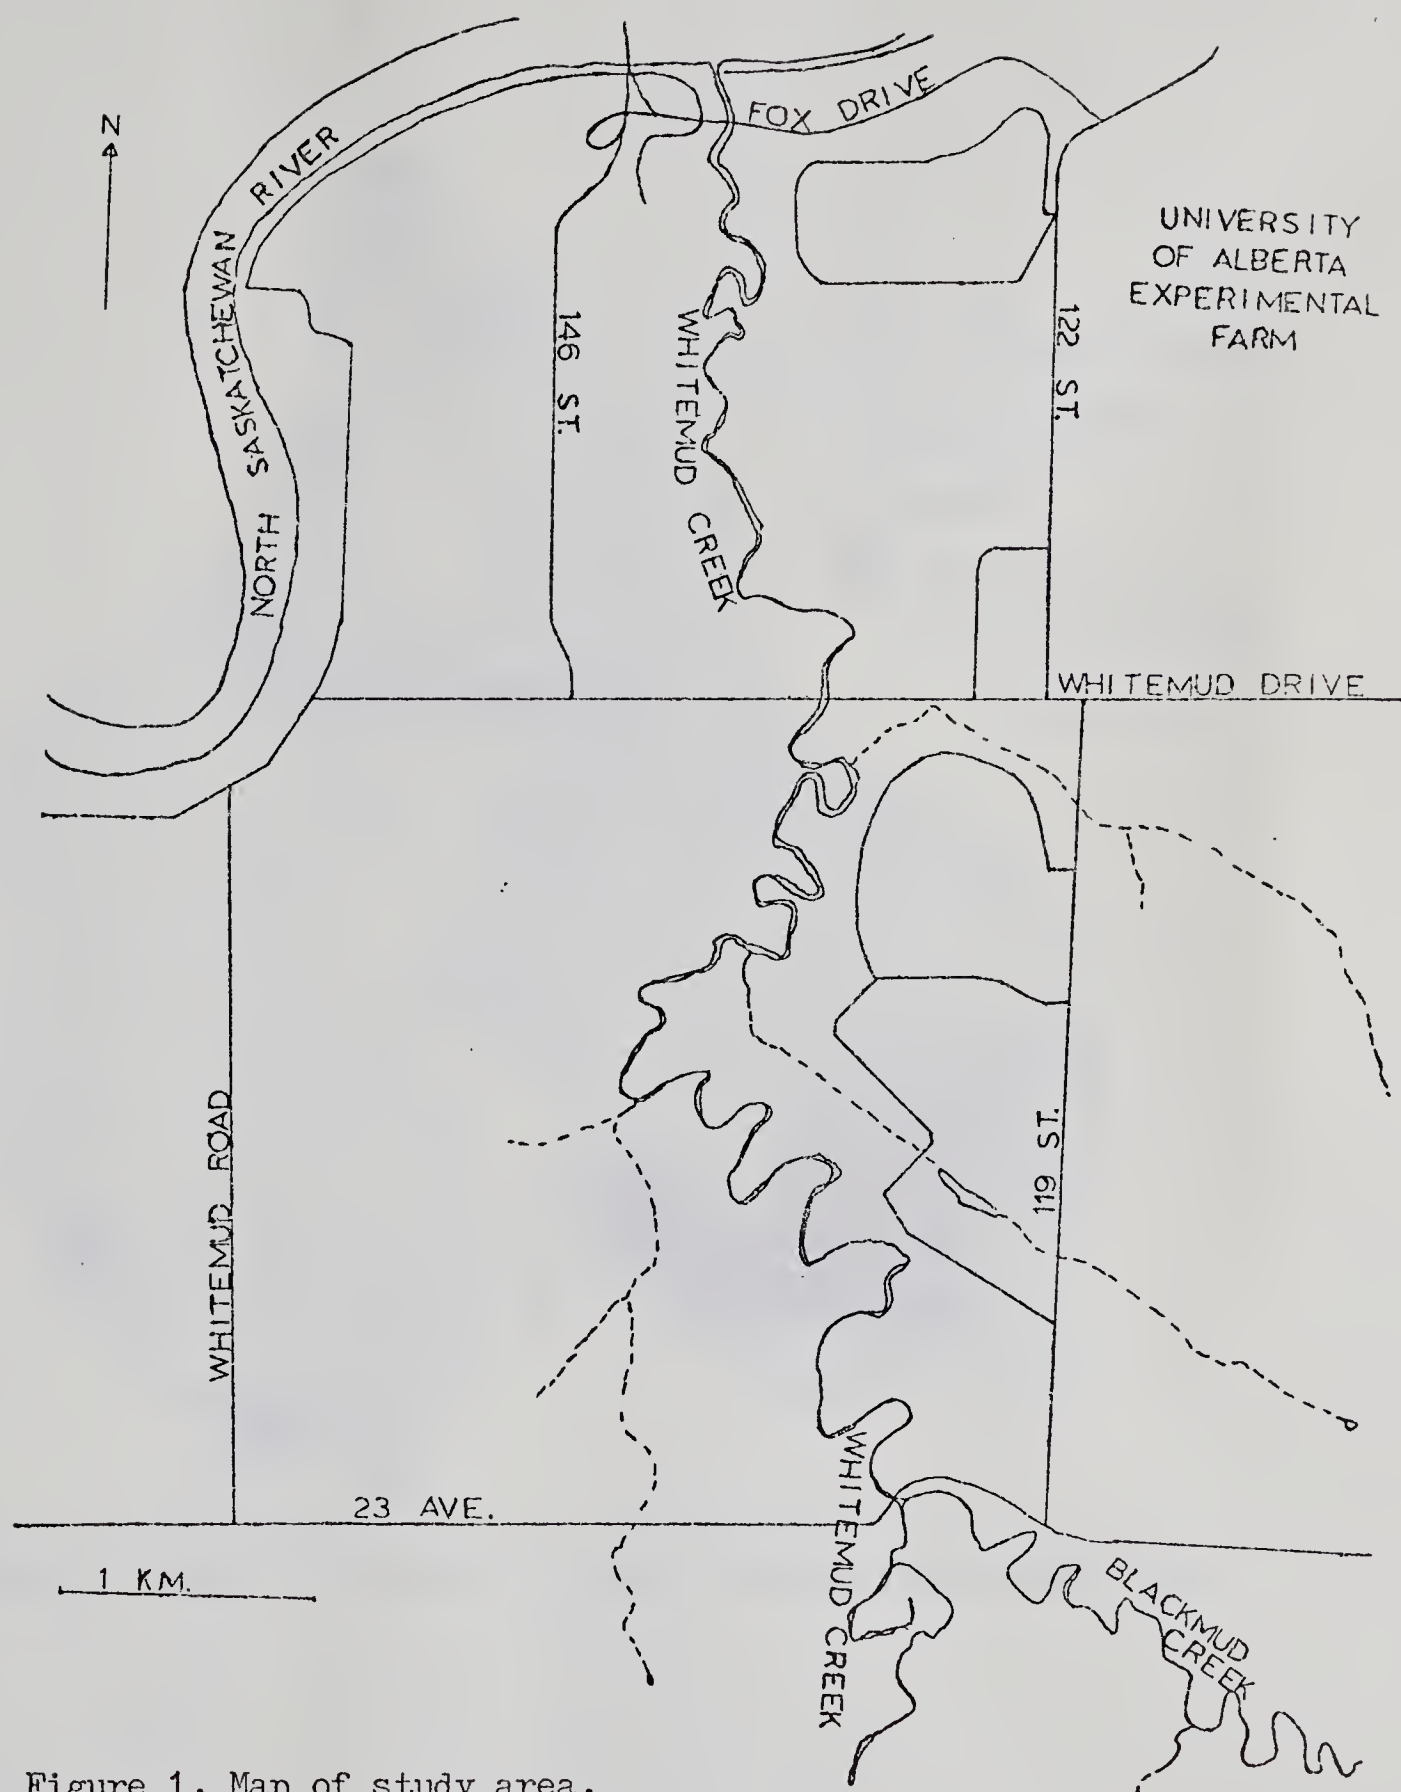 N
FOX DRIVE
RIVER
UNIVERSITY
OF ALBERTA
EXPERIMENTAL
FARM
NORTH SASKATCHEWAN
146 ST.
WHITEMUD CREEK
122 ST.
WHITEMUD DRIVE
WHITEMUD ROAD
119 ST.
23 AVE.
WHITEMUD CREEK
1 KM.
BLACKMUD
CREEK
Figure 1. Map of study area.